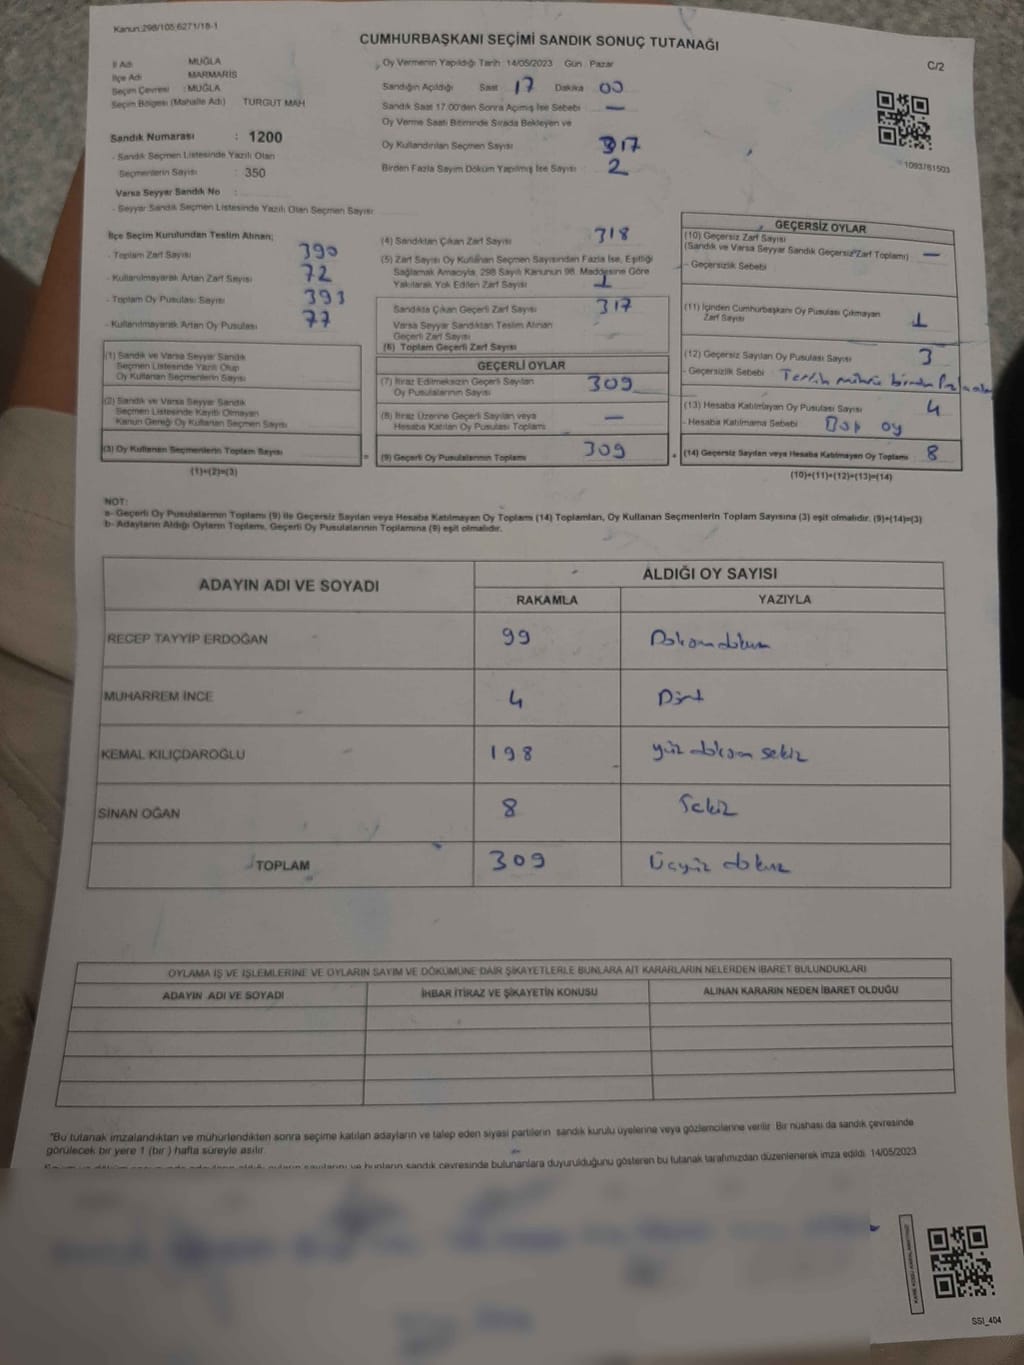 Kanun:298/105,6271/18-1
CUMHURBAŞKANI SEÇİMİ SANDIK SONUÇ TUTANAĞI
C/2
İl Adı MUĞLA
İlçe Adı MARMARİS
Seçim Çevresi : MUĞLA
Seçim Bölgesi (Mahalle Adı) TURGUT MAH
Sandık Numarası : 1200
- Sandık Seçmen Listesinde Yazılı Olan
Seçmenlerin Sayısı : 350
Varsa Seyyar Sandık No
- Seyyar Sandık Seçmen Listesinde Yazılı Olan Seçmen Sayısı
Oy Vermenin Yapıldığı Tarih : 14/05/2023 Gün Pazar
Sandığın Açıldığı Saat 17 Dakika 00
Sandık Saat 17.00'den Sonra Açımış İse Sebebi —
Oy Verme Saati Bitiminde Sırada Bekleyen ve
Oy Kullandırılan Seçmen Sayısı 317
Birden Fazla Sayım Döküm Yapılmış İse Sayısı 2
1093761503
İlçe Seçim Kurulundan Teslim Alınan;
- Toplam Zarf Sayısı 390
- Kullanılmayarak Artan Zarf Sayısı 72
- Toplam Oy Pusulası Sayısı 393
- Kullanılmayarak Artan Oy Pusulası 77
(1) Sandık ve Varsa Seyyar Sandık
Seçmen Listesinde Yazılı Olup
Oy Kullanan Seçmenlerin Sayısı
(2) Sandık ve Varsa Seyyar Sandık
Seçmen Listesinde Kayıtlı Olmayan
Kanun Gereği Oy Kullanan Seçmen Sayısı
(3) Oy Kullanan Seçmenlerin Toplam Sayısı =
(1)+(2)=(3)
(4) Sandıktan Çıkan Zarf Sayısı 318
(5) Zarf Sayısı Oy Kullanan Seçmen Sayısından Fazla İse, Eşitliği
Sağlamak Amacıyla, 298 Sayılı Kanunun 98. Maddesine Göre
Yakılarak Yok Edilen Zarf Sayısı 1
Sandıkta Çıkan Geçerli Zarf Sayısı 317
Varsa Seyyar Sandıktan Teslim Alınan
Geçerli Zarf Sayısı
(6) Toplam Geçerli Zarf Sayısı
GEÇERLİ OYLAR
(7) İtiraz Edilmeksizin Geçerli Sayılan
Oy Pusulalarının Sayısı 309
(8) İtiraz Üzerine Geçerli Sayılan veya
Hesaba Katılan Oy Pusulası Toplamı —
(9) Geçerli Oy Pusulalarının Toplamı 309 +
GEÇERSİZ OYLAR
(10) Geçersiz Zarf Sayısı
(Sandık ve Varsa Seyyar Sandık Geçersiz Zarf Toplamı) —
- Geçersizlik Sebebi
(11) İçinden Cumhurbaşkanı Oy Pusulası Çıkmayan
Zarf Sayısı 1
(12) Geçersiz Sayılan Oy Pusulası Sayısı 3
- Geçersizlik Sebebi Tercih mührü birden fazla
(13) Hesaba Katılmayan Oy Pusulası Sayısı 4
- Hesaba Katılmama Sebebi Boş oy
(14) Geçersiz Sayılan veya Hesaba Katılmayan Oy Toplamı 8
(10)+(11)+(12)+(13)=(14)
NOT:
a- Geçerli Oy Pusulalarının Toplamı (9) ile Geçersiz Sayılan veya Hesaba Katılmayan Oy Toplamı (14) Toplamları, Oy Kullanan Seçmenlerin Toplam Sayısına (3) eşit olmalıdır. (9)+(14)=(3)
b- Adayların Aldığı Oyların Toplamı, Geçerli Oy Pusulalarının Toplamına (9) eşit olmalıdır.
ADAYIN ADI VE SOYADI ALDIĞI OY SAYISI
RAKAMLA YAZIYLA
RECEP TAYYİP ERDOĞAN 99 Doksandokuz
MUHARREM İNCE 4 Dört
KEMAL KILIÇDAROĞLU 198 yüz doksan sekiz
SİNAN OĞAN 8 Sekiz
TOPLAM 309 Üçyüz dokuz
OYLAMA İŞ VE İŞLEMLERİNE VE OYLARIN SAYIM VE DÖKÜMÜNE DAİR ŞİKAYETLERLE BUNLARA AİT KARARLARIN NELERDEN İBARET BULUNDUKLARI
ADAYIN ADI VE SOYADI İHBAR İTİRAZ VE ŞİKAYETİN KONUSU ALINAN KARARIN NEDEN İBARET OLDUĞU
"Bu tutanak imzalandıktan ve mühürlendikten sonra seçime katılan adayların ve talep eden siyasi partilerin sandık kurulu üyelerine veya gözlemcilerine verilir. Bir nüshası da sandık çevresinde
görülecek bir yere 1 (bir) hafta süreyle asılır.
bunların sandık çevresinde bulunanlara duyurulduğunu gösteren bu tutanak tarafımızdan düzenlenerek imza edildi. 14/05/2023
SSI_404